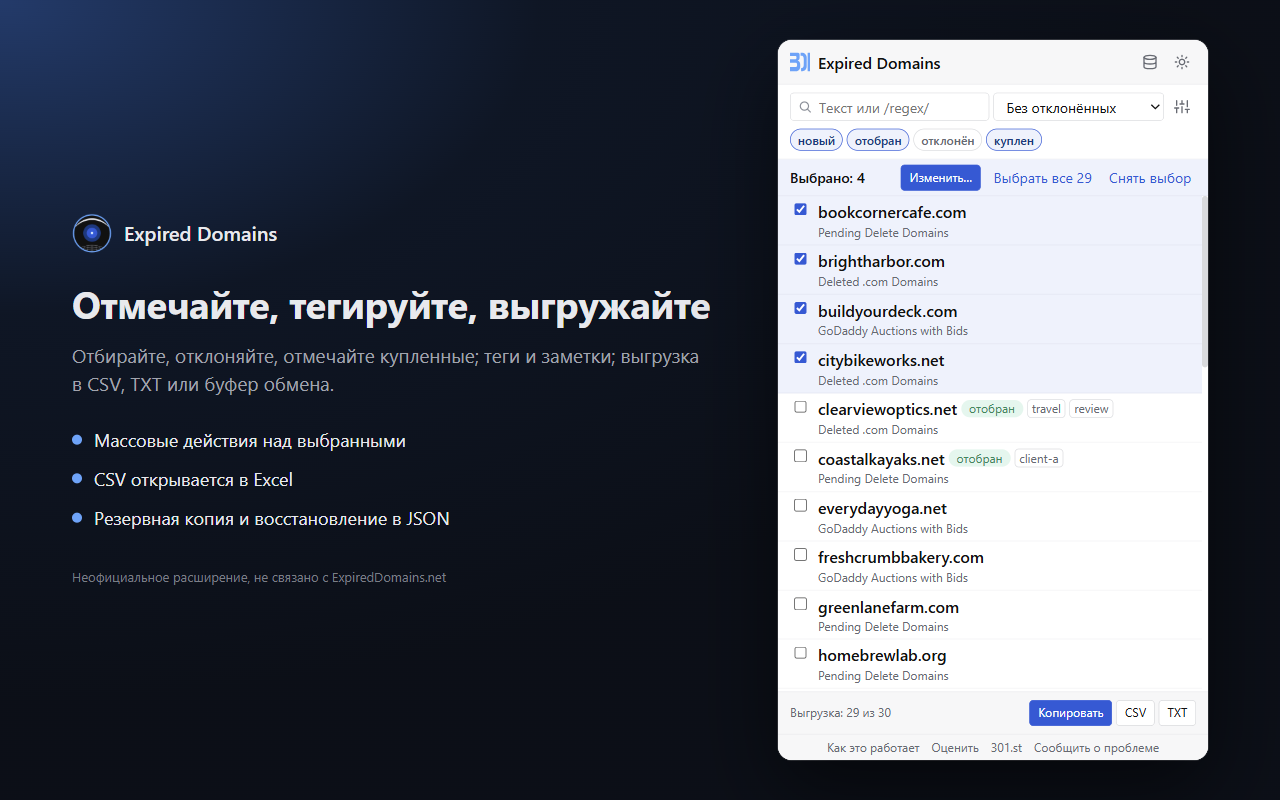 Expired Domains
Отмечайте, тегируйте, выгружайте
Отбирайте, отклоняйте, отмечайте купленные; теги и заметки; выгрузка
в CSV, TXT или буфер обмена.
Массовые действия над выбранными
CSV открывается в Excel
Резервная копия и восстановление в JSON
Неофициальное расширение, не связано с ExpiredDomains.net
301 Expired Domains
Текст или /regex/ Без отклонённых
новый отобран отклонён куплен
Выбрано: 4 Изменить... Выбрать все 29 Снять выбор
bookcornercafe.com
Pending Delete Domains
brightharbor.com
Deleted .com Domains
buildyourdeck.com
GoDaddy Auctions with Bids
citybikeworks.net
Deleted .com Domains
clearviewoptics.net отобран travel review
Deleted .com Domains
coastalkayaks.net отобран client-a
Pending Delete Domains
everydayyoga.net
GoDaddy Auctions with Bids
freshcrumbbakery.com
GoDaddy Auctions with Bids
greenlanefarm.com
Pending Delete Domains
homebrewlab.org
Pending Delete Domains
Выгрузка: 29 из 30 Копировать CSV TXT
Как это работает Оценить 301.st Сообщить о проблеме